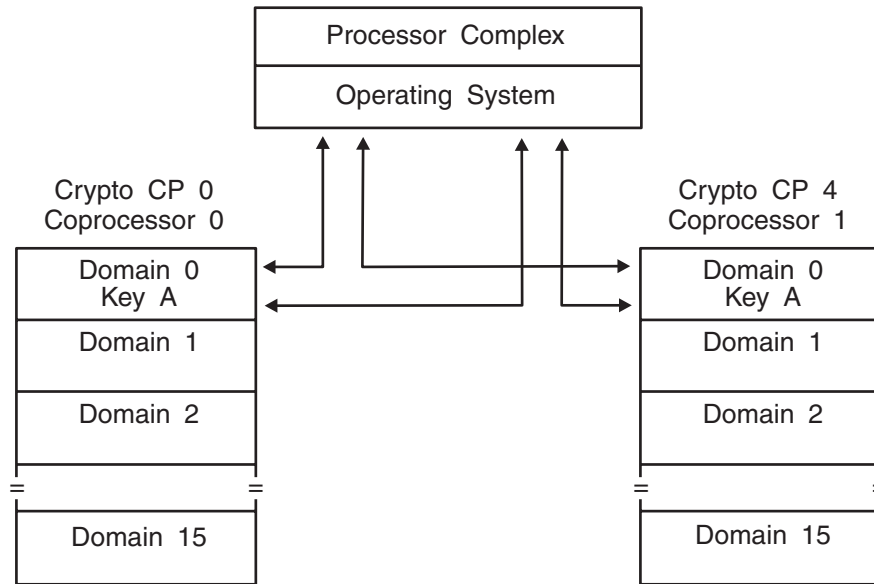 Processor Complex
Operating System
Crypto CP 0
Coprocessor 0
Domain 0
Key A
Domain 1
Domain 2
=
=
Domain 15
Crypto CP 4
Coprocessor 1
Domain 0
Key A
Domain 1
Domain 2
=
=
Domain 15